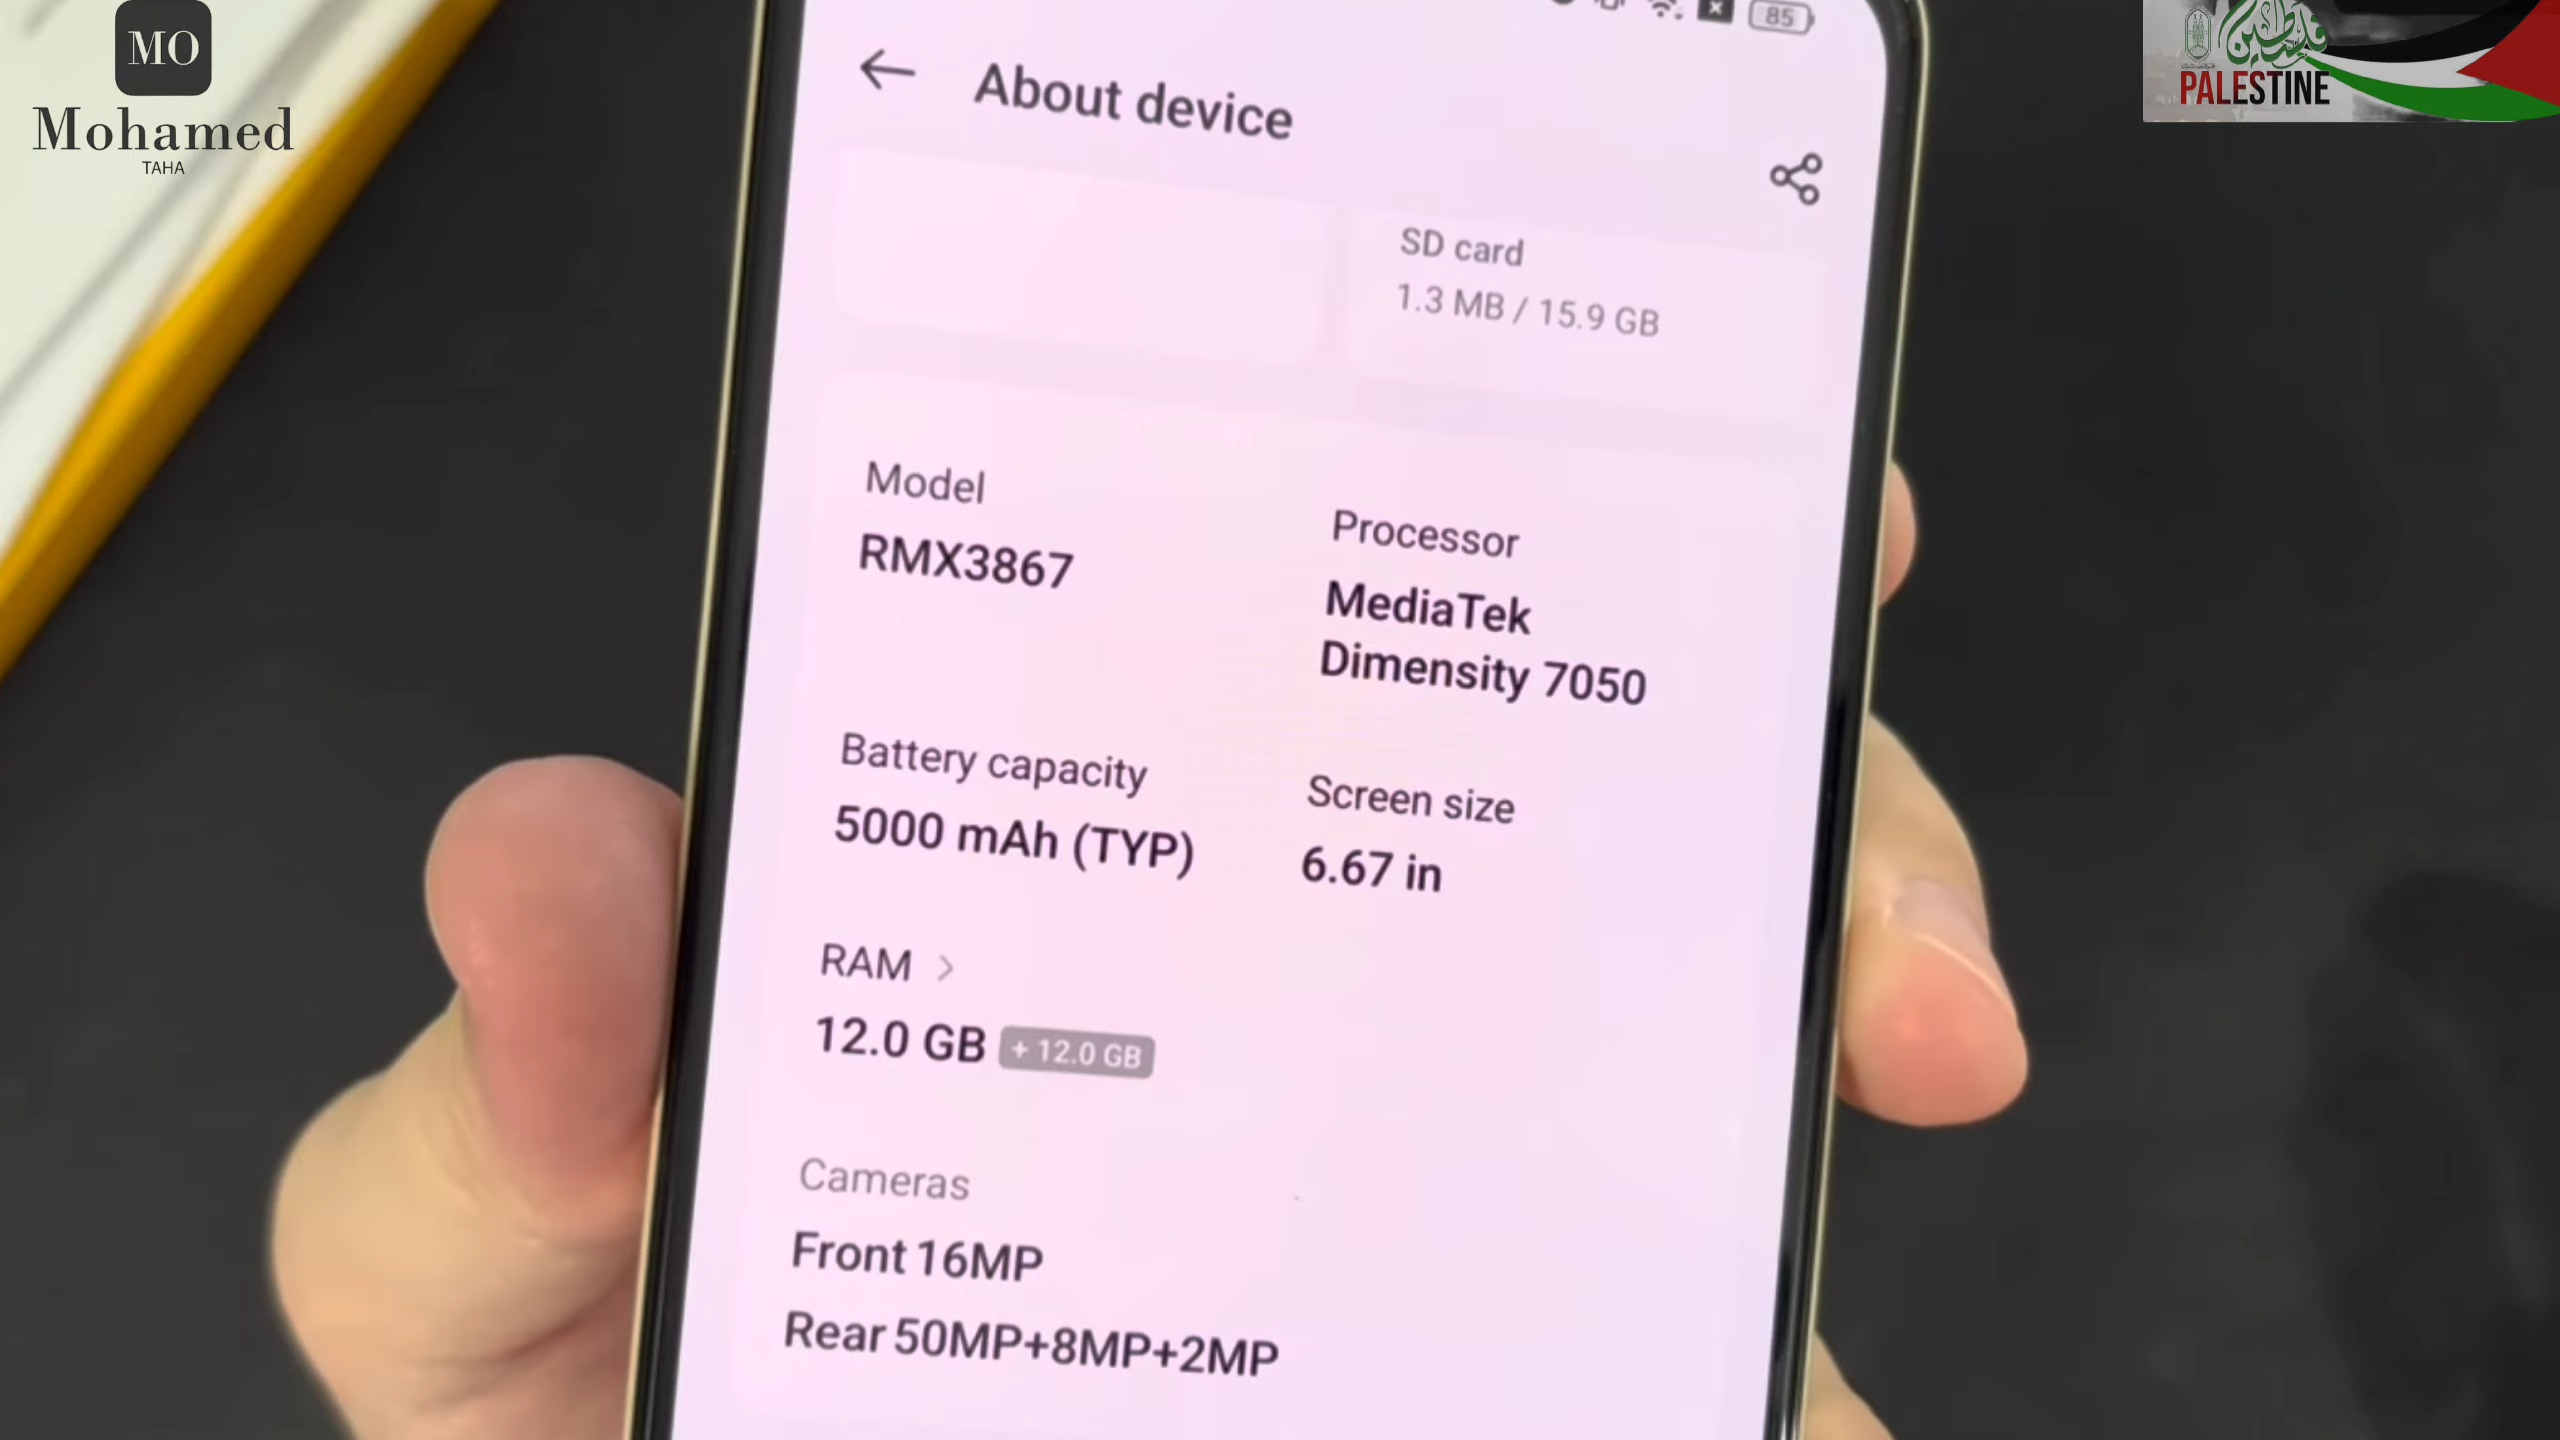 MO
Mohamed
TAHA
85
فلسطين
PALESTINE
About device
SD card
1.3 MB / 15.9 GB
Model
RMX3867
Processor
MediaTek
Dimensity 7050
Battery capacity
5000 mAh (TYP)
Screen size
6.67 in
RAM >
12.0 GB + 12.0 GB
Cameras
Front 16MP
Rear 50MP+8MP+2MP